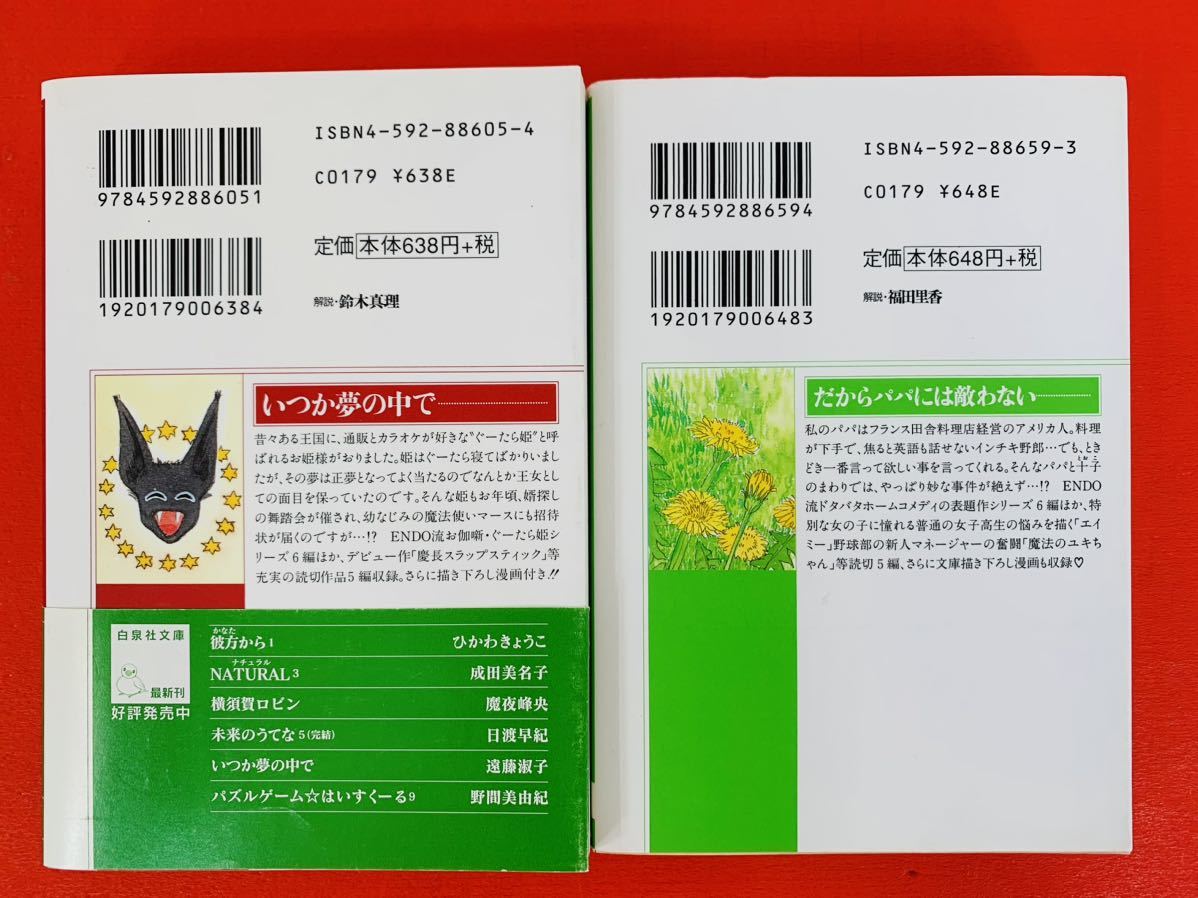 ISBN4-592-88605-4
9784592886051
C0179 ¥638E
定価 本体638円+税
1920179006384
解説・鈴木真理
いつか夢の中で
昔々ある王国に、通販とカラオケが好きな"ぐーたら姫"と呼
ばれるお姫様がおりました。姫はぐーたら寝てばかりいまし
たが、その夢は正夢となってよく当たるのでなんとか王女とし
ての面目を保っていたのです。そんな姫もお年頃、婿探し
の舞踏会が催され、幼なじみの魔法使いマースにも招待
状が届くのですが…!? ENDO流お伽噺・ぐーたら姫シ
リーズ6編ほか、デビュー作「慶長スラップスティック」等
充実の読切作品5編収録。さらに描き下ろし漫画付き!!
白泉社文庫
最新刊
好評発売中
かなた
彼方から1 ひかわきょうこ
ナチュラル
NATURAL3 成田美名子
横須賀ロビン 魔夜峰央
未来のうてな5(完結) 日渡早紀
いつか夢の中で 遠藤淑子
パズルゲーム☆はいすくーる9 野間美由紀
ISBN4-592-88659-3
9784592886594
C0179 ¥648E
定価 本体648円+税
1920179006483
解説・福田里香
だからパパには敵わない
私のパパはフランス田舎料理店経営のアメリカ人。料理
が下手で、焦ると英語も話せないインチキ野郎…でも、とき
どき一番言って欲しい事を言ってくれる。そんなパパと十子
とおこ
のまわりでは、やっぱり妙な事件が絶えず…!? ENDO
流ドタバタホームコメディの表題作シリーズ6編ほか、特
別な女の子に憧れる普通の女子高生の悩みを描く「エイ
ミー」野球部の新人マネージャーの奮闘「魔法のユキち
ゃん」等読切5編、さらに文庫描き下ろし漫画も収録♡